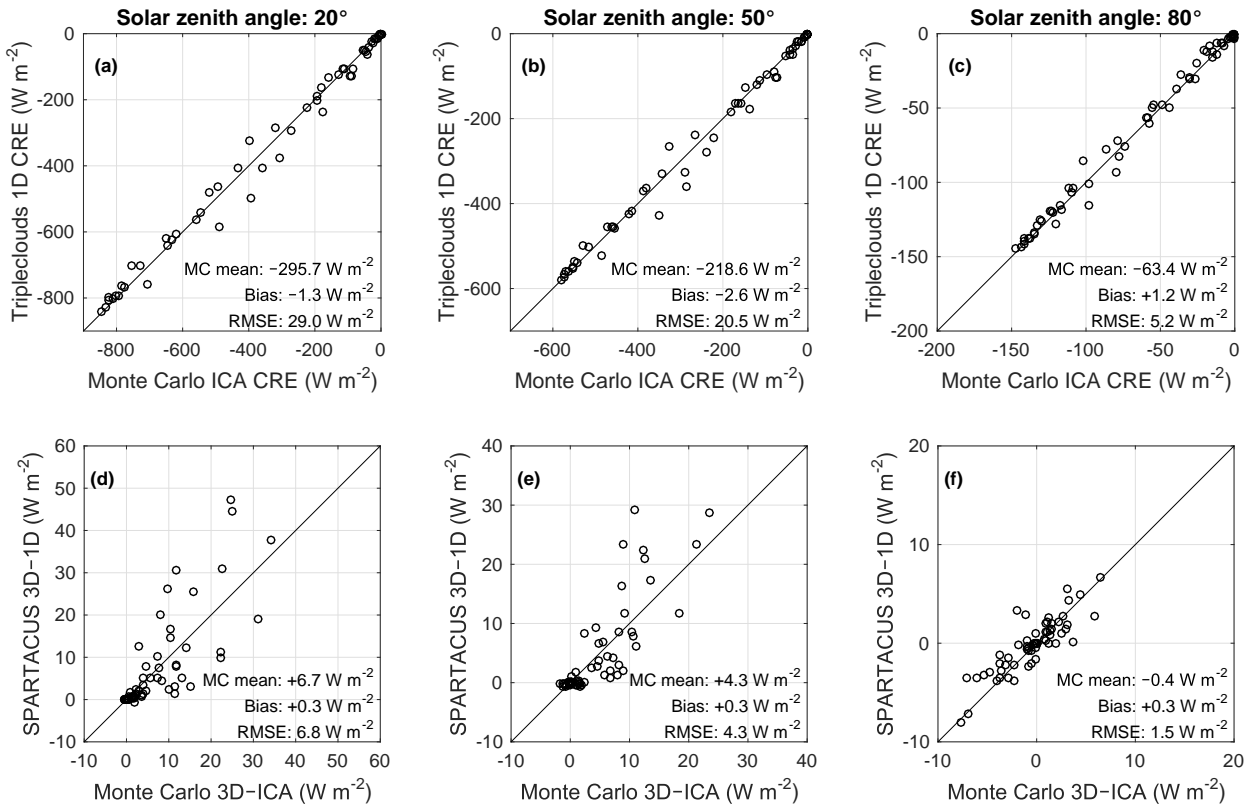 Solar zenith angle: 20°
(a)
Tripleclouds 1D CRE (W m-2)
0
-200
-400
-600
-800
MC mean: −295.7 W m-2
Bias: −1.3 W m-2
RMSE: 29.0 W m-2
-800 -600 -400 -200 0
Monte Carlo ICA CRE (W m-2)
Solar zenith angle: 50°
(b)
Tripleclouds 1D CRE (W m-2)
0
-200
-400
-600
MC mean: −218.6 W m-2
Bias: −2.6 W m-2
RMSE: 20.5 W m-2
-600 -400 -200 0
Monte Carlo ICA CRE (W m-2)
Solar zenith angle: 80°
(c)
Tripleclouds 1D CRE (W m-2)
0
-50
-100
-150
-200
MC mean: −63.4 W m-2
Bias: +1.2 W m-2
RMSE: 5.2 W m-2
-200 -150 -100 -50 0
Monte Carlo ICA CRE (W m-2)
(d)
SPARTACUS 3D−1D (W m-2)
60
50
40
30
20
10
0
-10
MC mean: +6.7 W m-2
Bias: +0.3 W m-2
RMSE: 6.8 W m-2
-10 0 10 20 30 40 50 60
Monte Carlo 3D−ICA (W m-2)
(e)
SPARTACUS 3D−1D (W m-2)
40
30
20
10
0
-10
MC mean: +4.3 W m-2
Bias: +0.3 W m-2
RMSE: 4.3 W m-2
-10 0 10 20 30 40
Monte Carlo 3D−ICA (W m-2)
(f)
SPARTACUS 3D−1D (W m-2)
20
10
0
-10
MC mean: −0.4 W m-2
Bias: +0.3 W m-2
RMSE: 1.5 W m-2
-10 0 10 20
Monte Carlo 3D−ICA (W m-2)